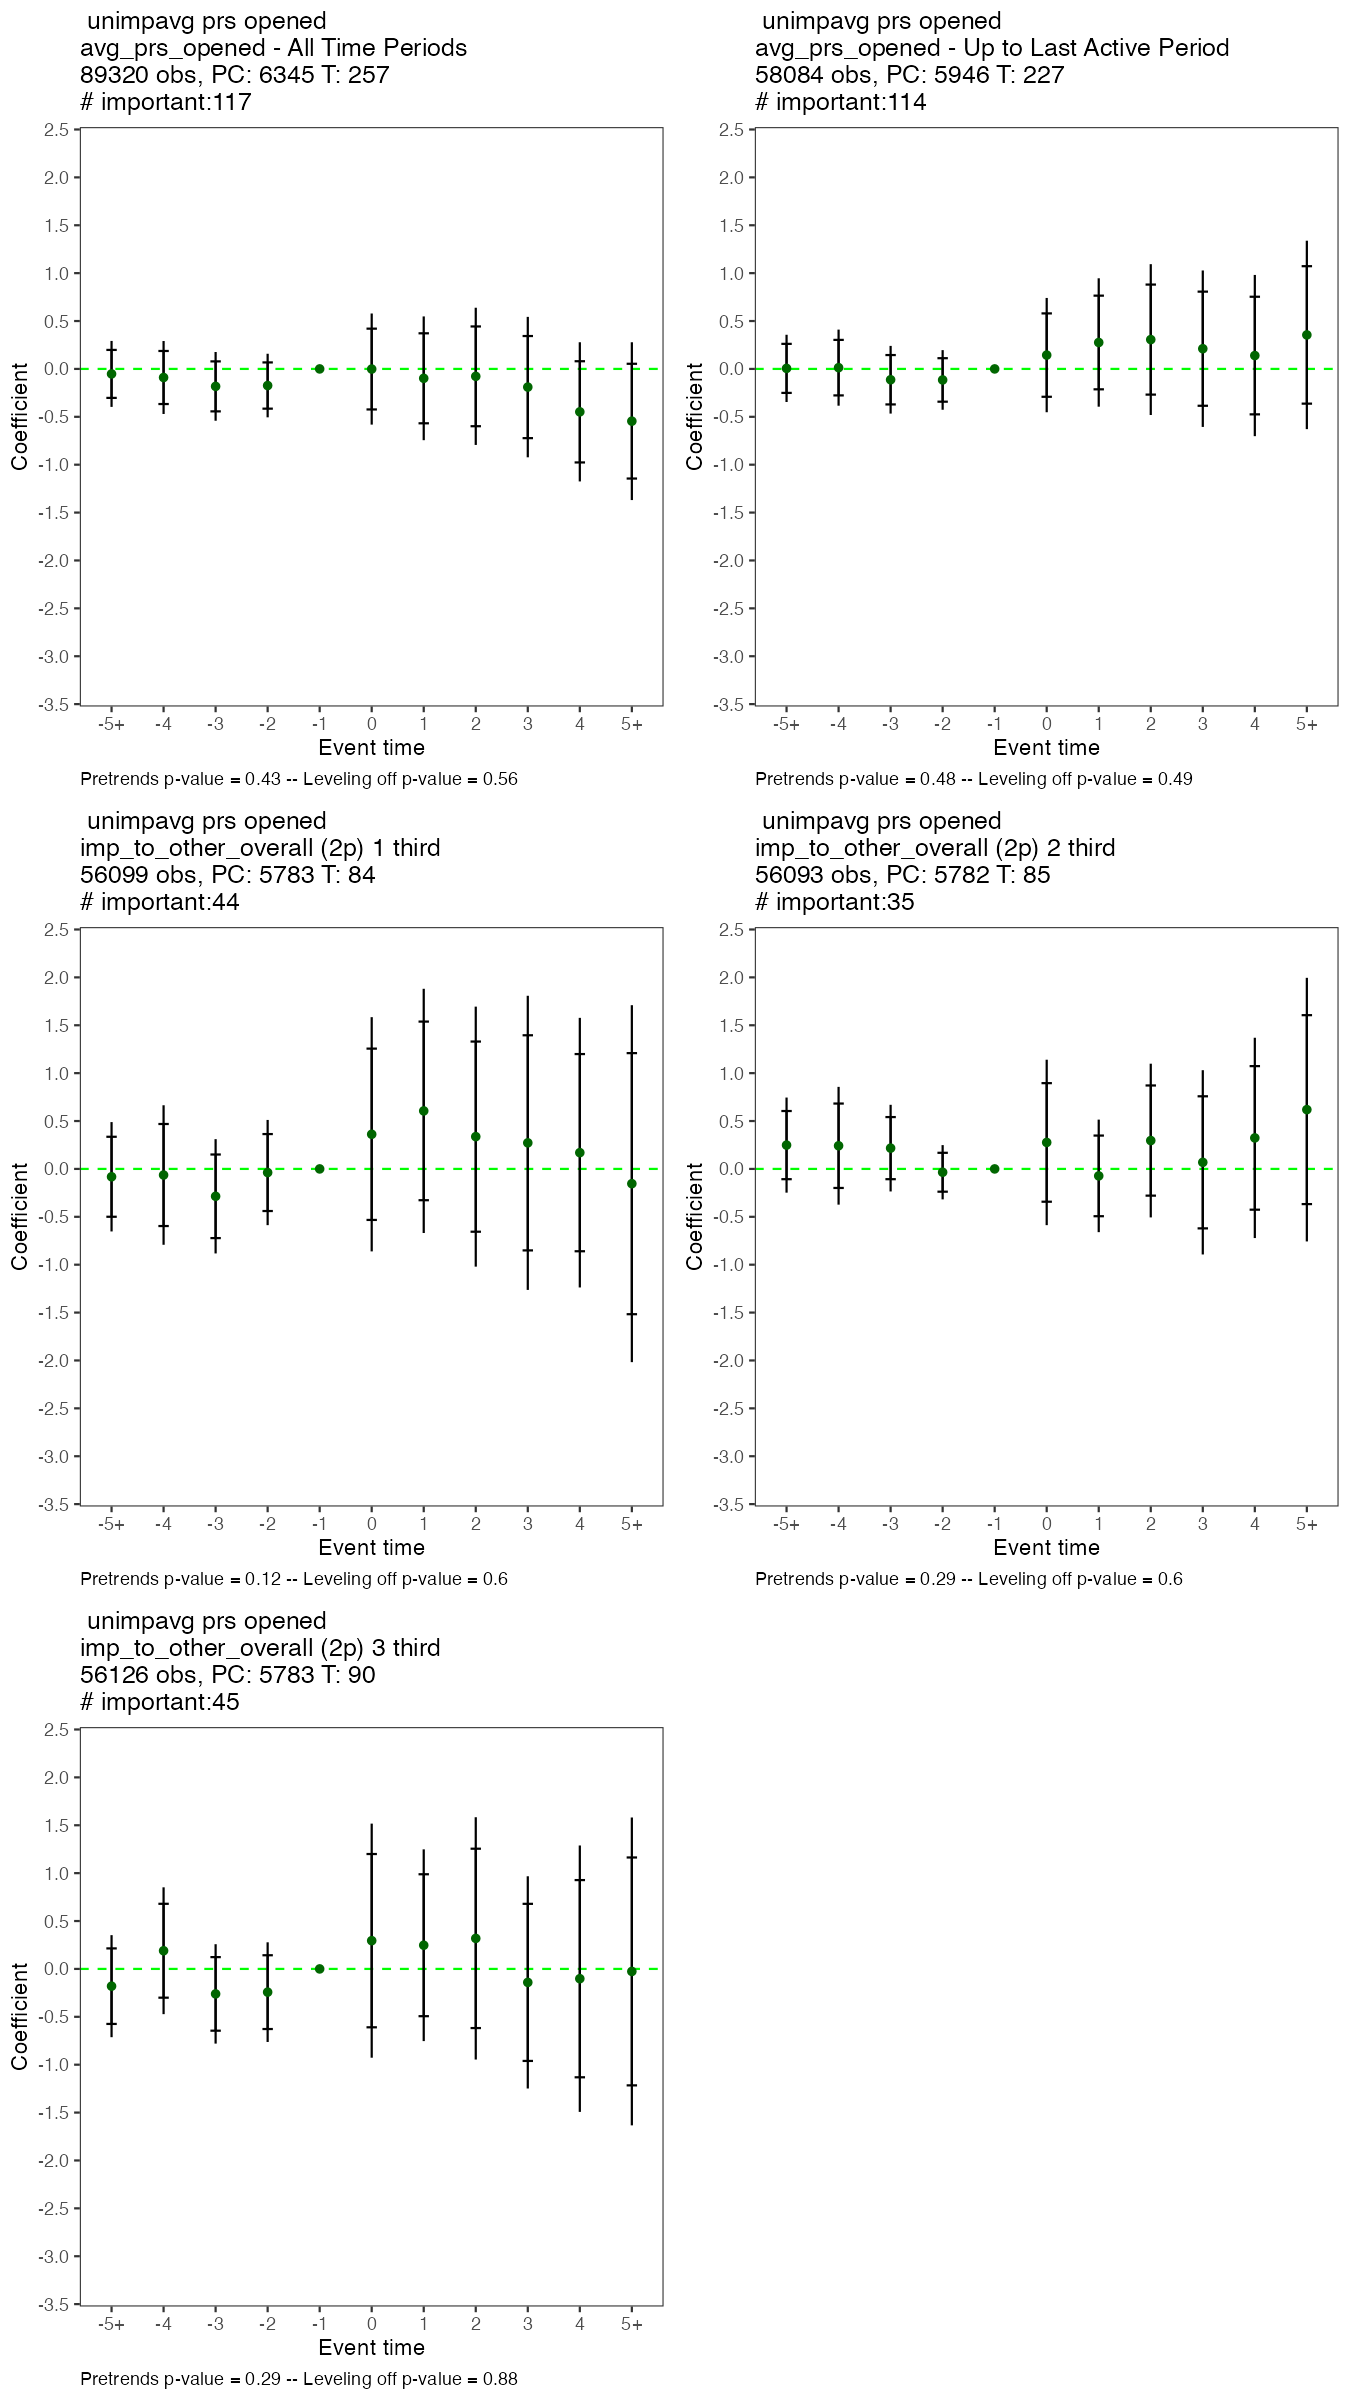 unimpavg prs opened
avg_prs_opened - All Time Periods
89320 obs, PC: 6345 T: 257
# important:117
2.5
2.0
1.5
1.0
0.5
0.0
-0.5
-1.0
-1.5
-2.0
-2.5
-3.0
-3.5
Coefficient
-5+ -4 -3 -2 -1 0 1 2 3 4 5+
Event time
Pretrends p-value = 0.43 -- Leveling off p-value = 0.56
unimpavg prs opened
avg_prs_opened - Up to Last Active Period
58084 obs, PC: 5946 T: 227
# important:114
2.5
2.0
1.5
1.0
0.5
0.0
-0.5
-1.0
-1.5
-2.0
-2.5
-3.0
-3.5
Coefficient
-5+ -4 -3 -2 -1 0 1 2 3 4 5+
Event time
Pretrends p-value = 0.48 -- Leveling off p-value = 0.49
unimpavg prs opened
imp_to_other_overall (2p) 1 third
56099 obs, PC: 5783 T: 84
# important:44
2.5
2.0
1.5
1.0
0.5
0.0
-0.5
-1.0
-1.5
-2.0
-2.5
-3.0
-3.5
Coefficient
-5+ -4 -3 -2 -1 0 1 2 3 4 5+
Event time
Pretrends p-value = 0.12 -- Leveling off p-value = 0.6
unimpavg prs opened
imp_to_other_overall (2p) 2 third
56093 obs, PC: 5782 T: 85
# important:35
2.5
2.0
1.5
1.0
0.5
0.0
-0.5
-1.0
-1.5
-2.0
-2.5
-3.0
-3.5
Coefficient
-5+ -4 -3 -2 -1 0 1 2 3 4 5+
Event time
Pretrends p-value = 0.29 -- Leveling off p-value = 0.6
unimpavg prs opened
imp_to_other_overall (2p) 3 third
56126 obs, PC: 5783 T: 90
# important:45
2.5
2.0
1.5
1.0
0.5
0.0
-0.5
-1.0
-1.5
-2.0
-2.5
-3.0
-3.5
Coefficient
-5+ -4 -3 -2 -1 0 1 2 3 4 5+
Event time
Pretrends p-value = 0.29 -- Leveling off p-value = 0.88